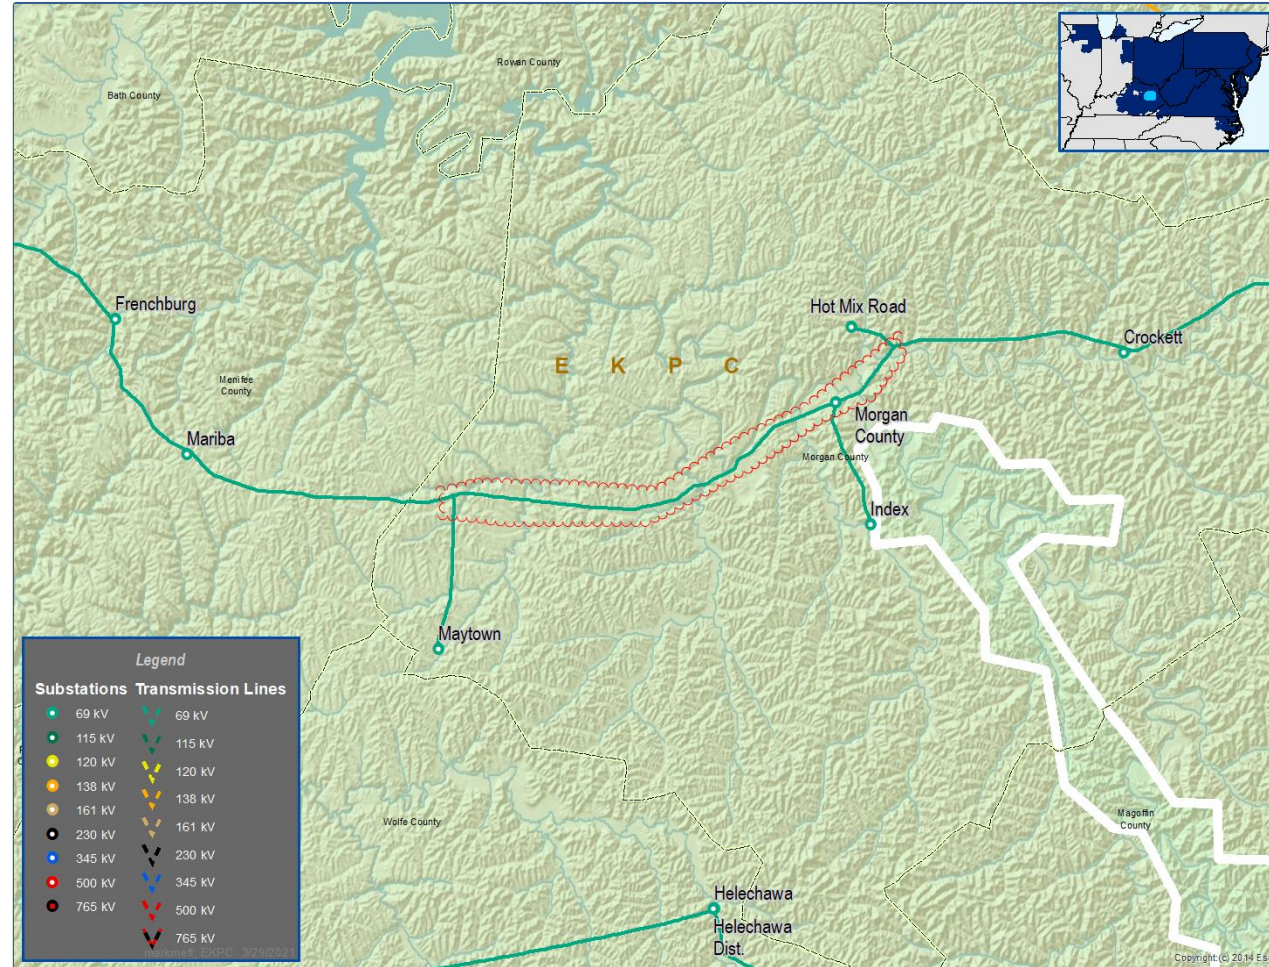 Rowan County
Bath County
Frenchburg
Hot Mix Road
Crockett
E K P C
Menifee
County
Morgan
County
Mariba
Morgan County
Index
Maytown
Legend
Substations Transmission Lines
69 kV 69 kV
115 kV 115 kV
120 kV 120 kV
138 kV 138 kV
161 kV 161 kV
230 kV 230 kV
345 kV 345 kV
500 kV 500 kV
765 kV 765 kV
Wolfe County
Magoffin
County
Helechawa
Helechawa
Dist.
Copyright:(c) 2014 Es